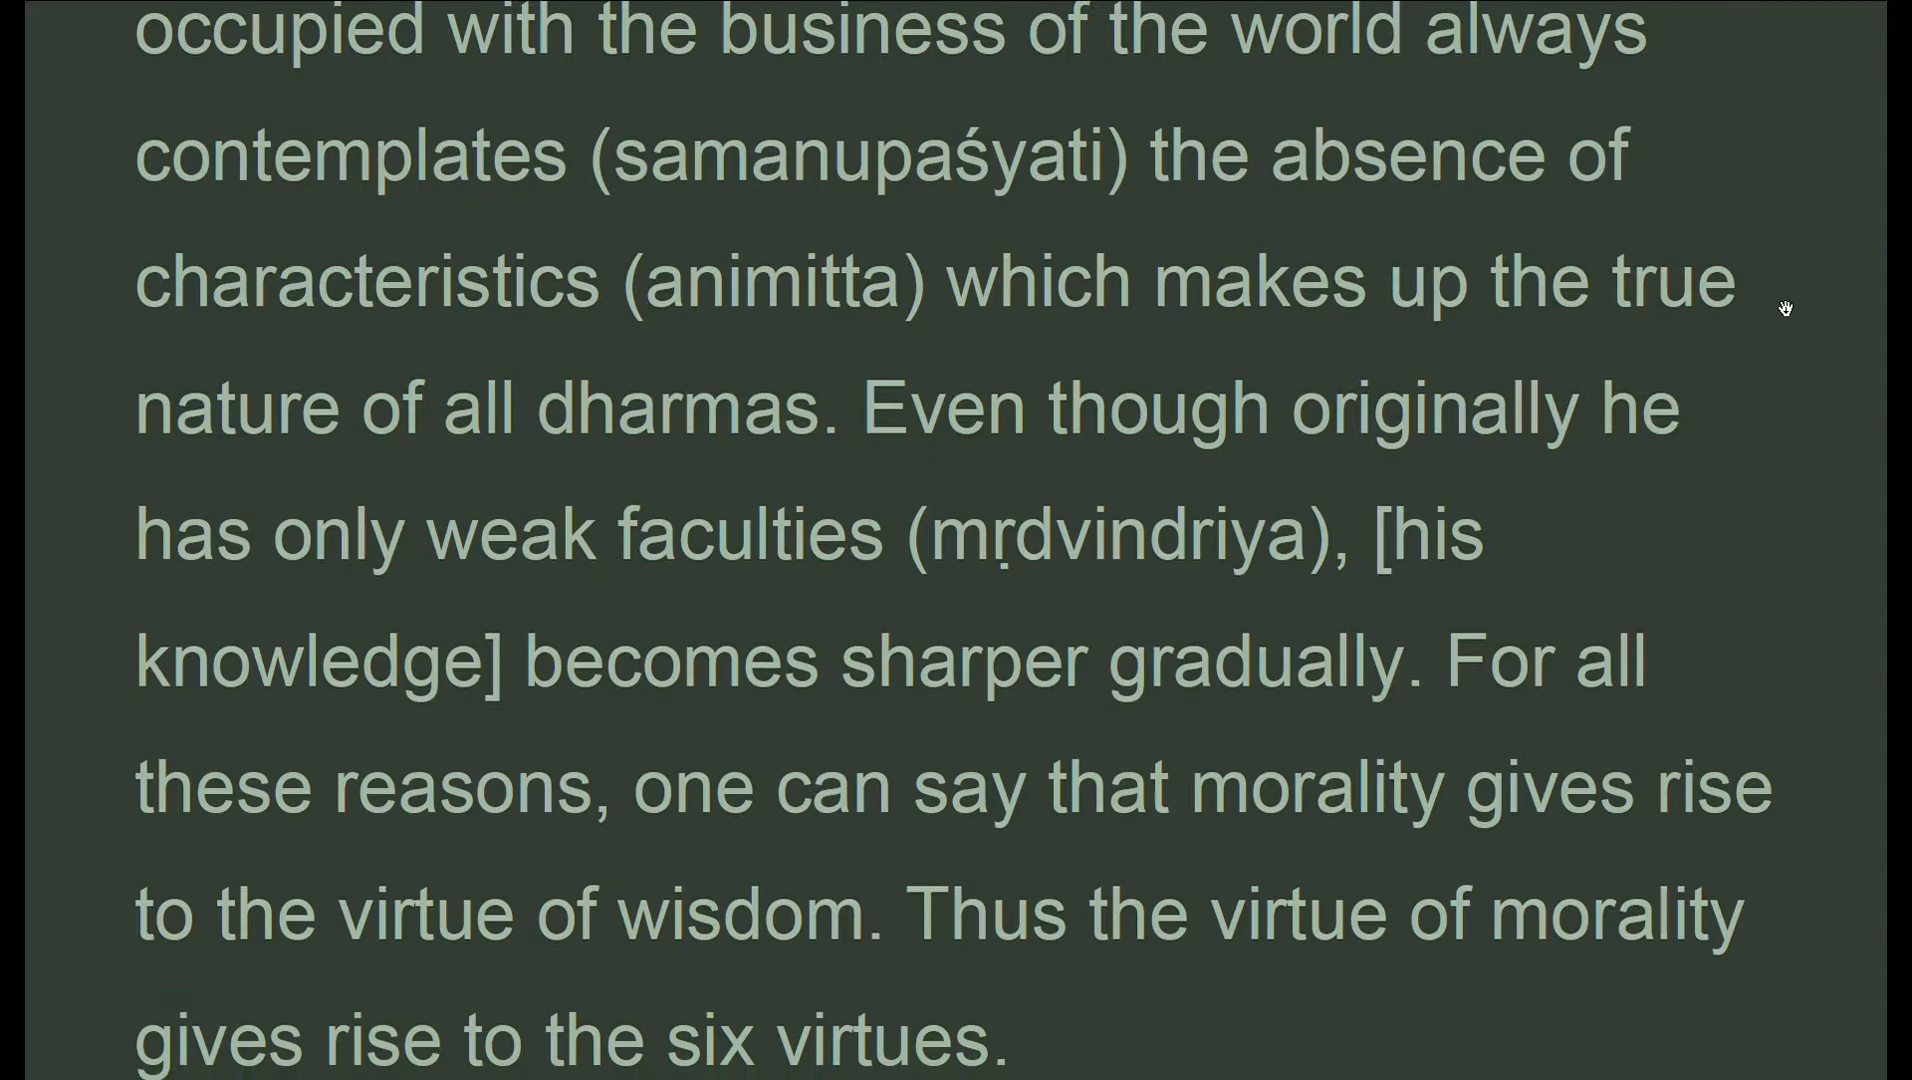 occupied with the business of the world always
contemplates (samanupaśyati) the absence of
characteristics (animitta) which makes up the true
nature of all dharmas. Even though originally he
has only weak faculties (mṛdvindriya), [his
knowledge] becomes sharper gradually. For all
these reasons, one can say that morality gives rise
to the virtue of wisdom. Thus the virtue of morality
gives rise to the six virtues.